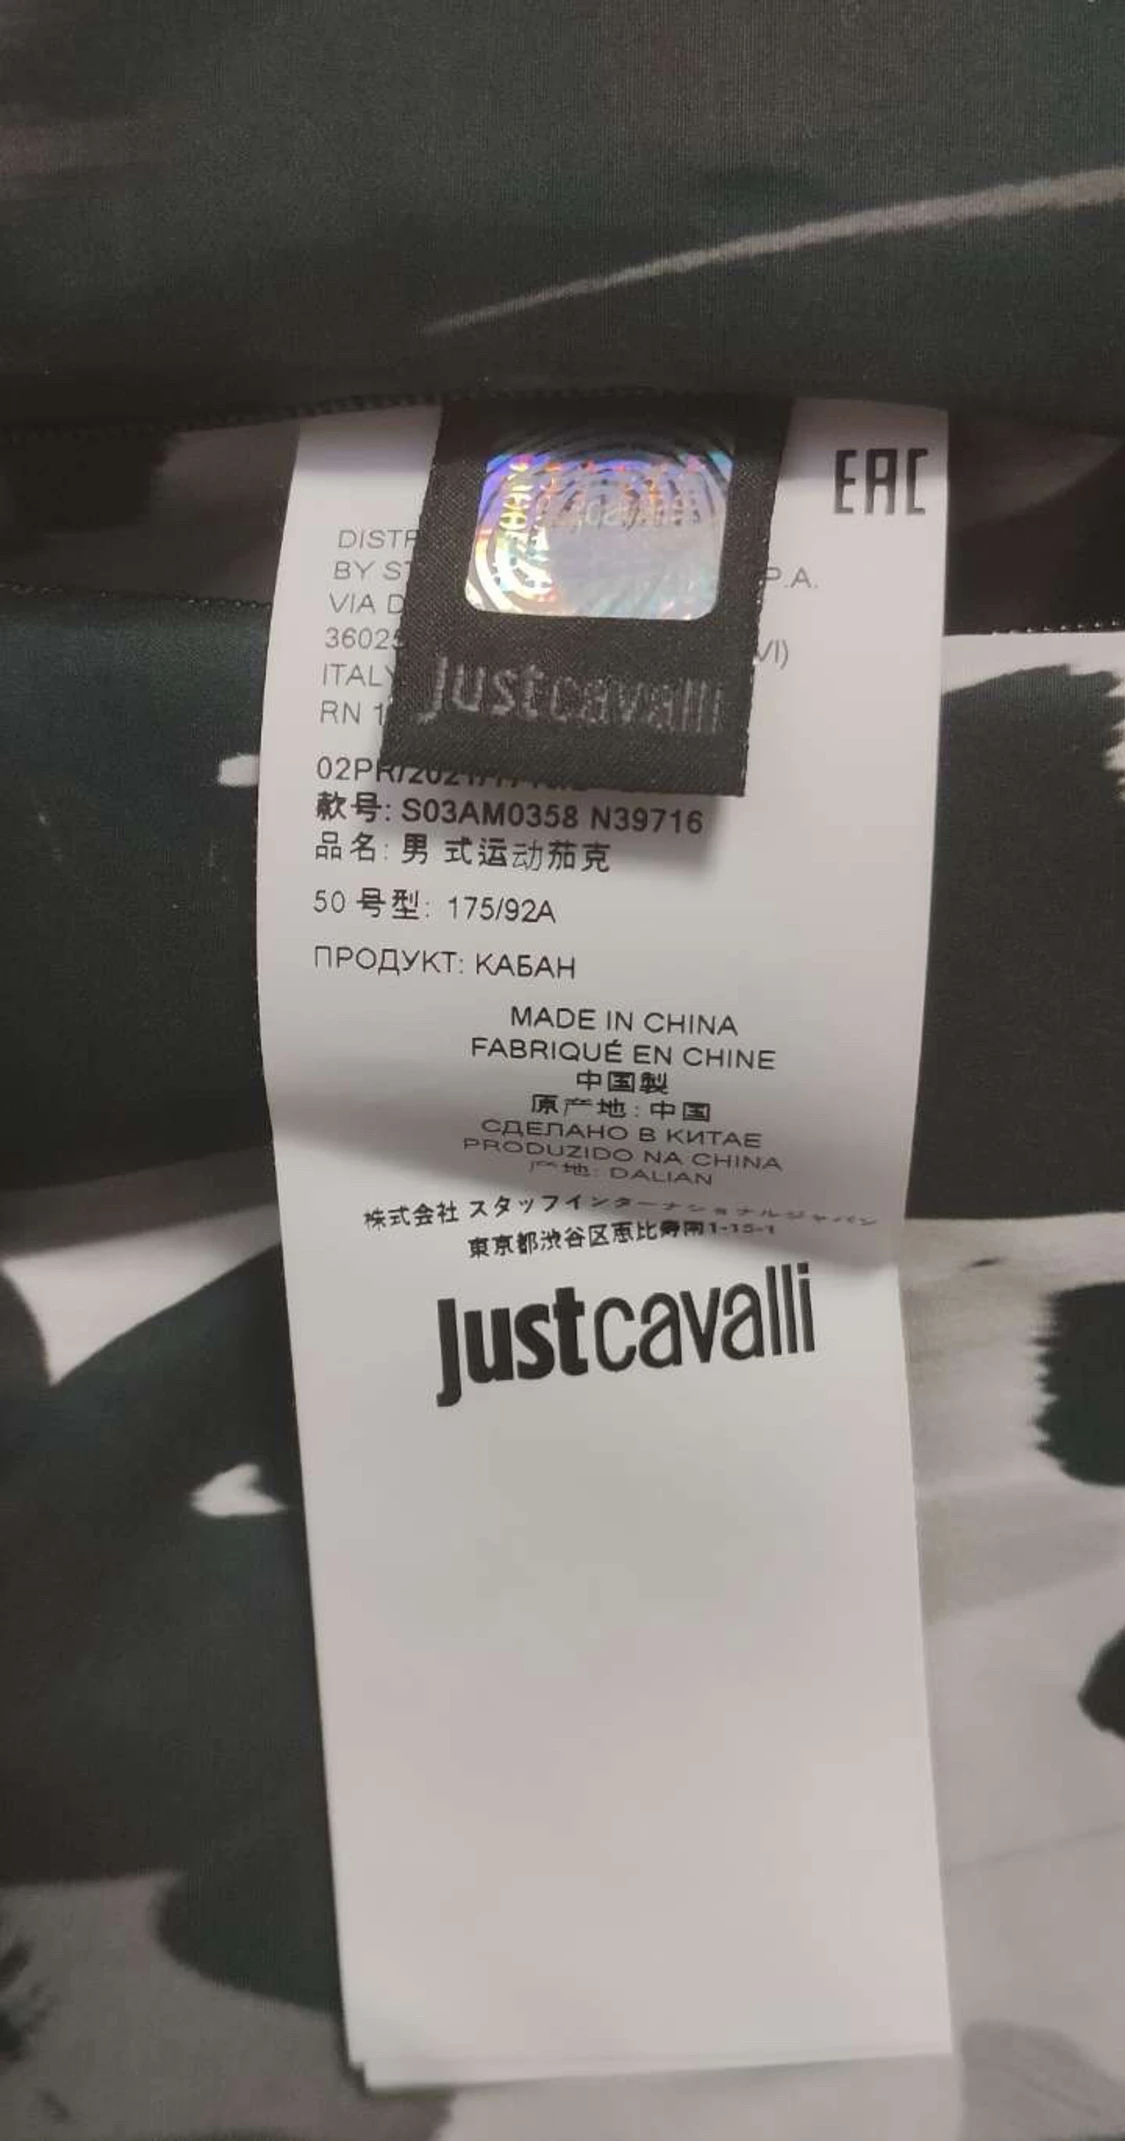 EAC
DISTR
BY ST P.A.
VIA D
36025 VI)
ITALY
RN 1
justcavalli
款号: S03AM0358 N39716
品名: 男 式运动茄克
50 号型: 175/92A
ПРОДУКТ: КАБАН
MADE IN CHINA
FABRIQUÉ EN CHINE
中国製
原产地: 中国
СДЕЛАНО В КИТАЕ
PRODUZIDO NA CHINA
产地: DALIAN
株式会社 スタッフインターナショナルジャパン
東京都渋谷区恵比寿南1-15-1
justcavalli